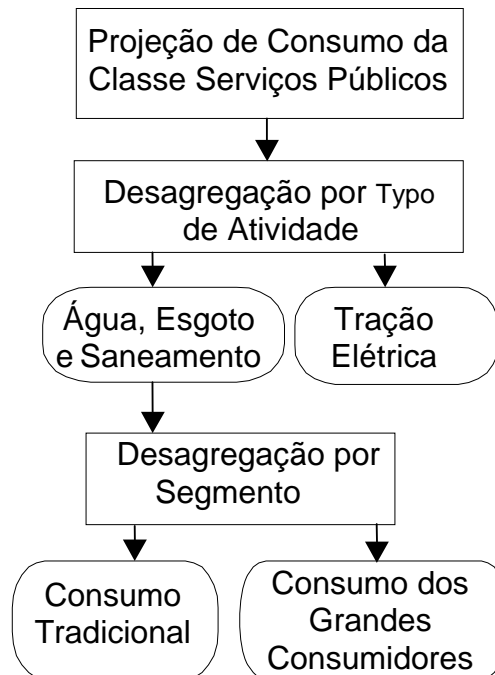 Projeção de Consumo da
Classe Serviços Públicos
Desagregação por Typo
de Atividade
Água, Esgoto
e Saneamento
Tração
Elétrica
Desagregação por
Segmento
Consumo
Tradicional
Consumo dos
Grandes
Consumidores